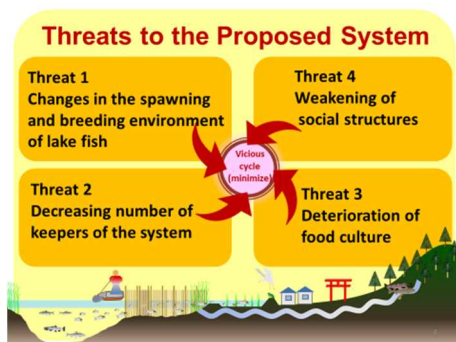 Threats to the Proposed System
Threat 1
Changes in the spawning
and breeding environment
of lake fish
Threat 4
Weakening of
social structures
Vicious
cycle
(minimize)
Threat 2
Decreasing number of
keepers of the system
Threat 3
Deterioration of
food culture